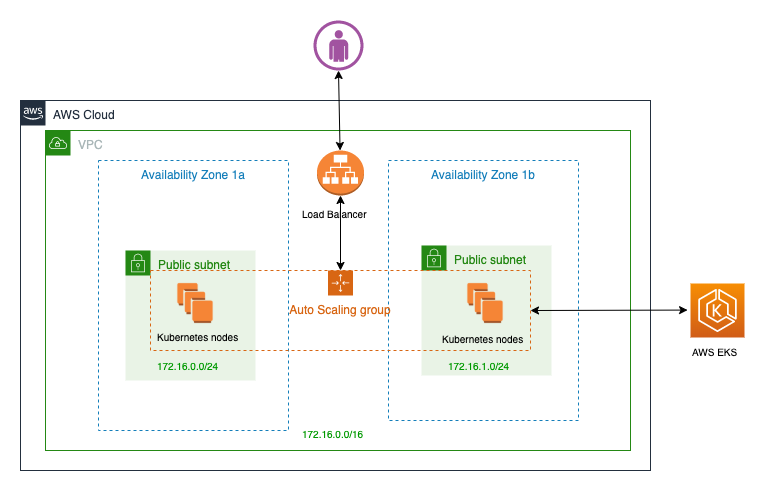 aws
AWS Cloud
VPC
Availability Zone 1a
Availability Zone 1b
Load Balancer
Public subnet
Public subnet
Auto Scaling group
Kubernetes nodes
Kubernetes nodes
K
AWS EKS
172.16.0.0/24
172.16.1.0/24
172.16.0.0/16